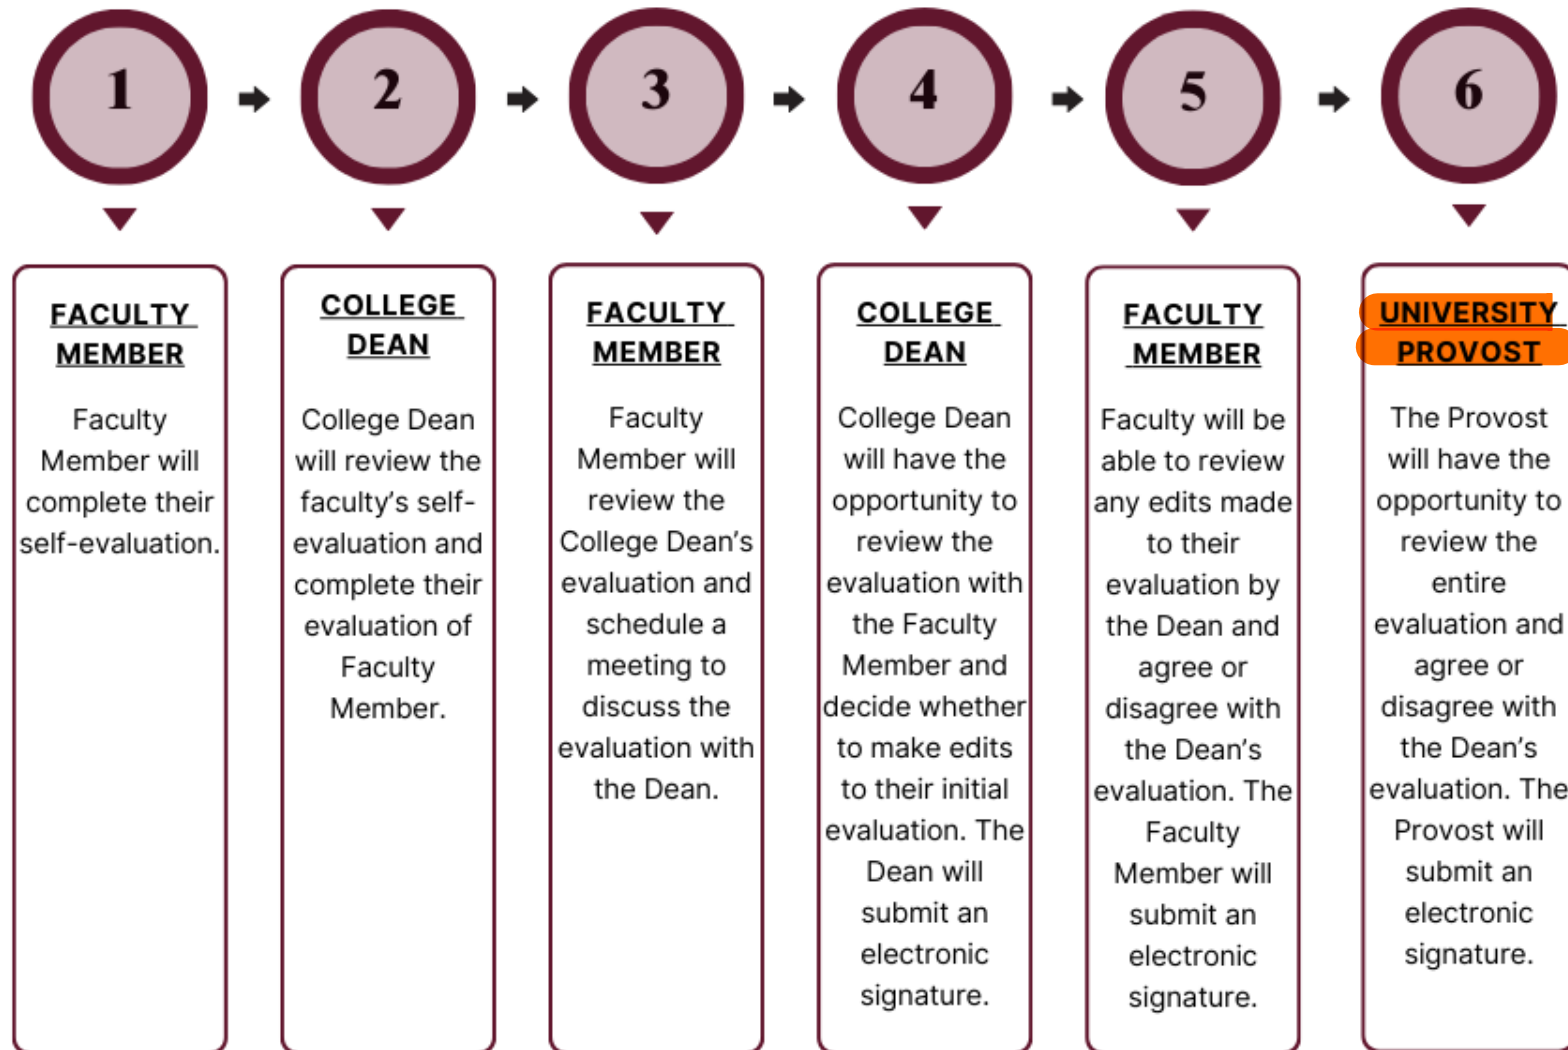 1
2
3
4
5
6
FACULTY
MEMBER
Faculty
Member will
complete their
self-evaluation.
COLLEGE
DEAN
College Dean
will review the
faculty's self-
evaluation and
complete their
evaluation of
Faculty
Member.
FACULTY
MEMBER
Faculty
Member will
review the
College Dean's
evaluation and
schedule a
meeting to
discuss the
evaluation with
the Dean.
COLLEGE
DEAN
College Dean
will have the
opportunity to
review the
evaluation with
the Faculty
Member and
decide whether
to make edits
to their initial
evaluation. The
Dean will
submit an
electronic
signature.
FACULTY
MEMBER
Faculty will be
able to review
any edits made
to their
evaluation by
the Dean and
agree or
disagree with
the Dean's
evaluation. The
Faculty
Member will
submit an
electronic
signature.
UNIVERSITY
PROVOST
The Provost
will have the
opportunity to
review the
entire
evaluation and
agree or
disagree with
the Dean's
evaluation. The
Provost will
submit an
electronic
signature.